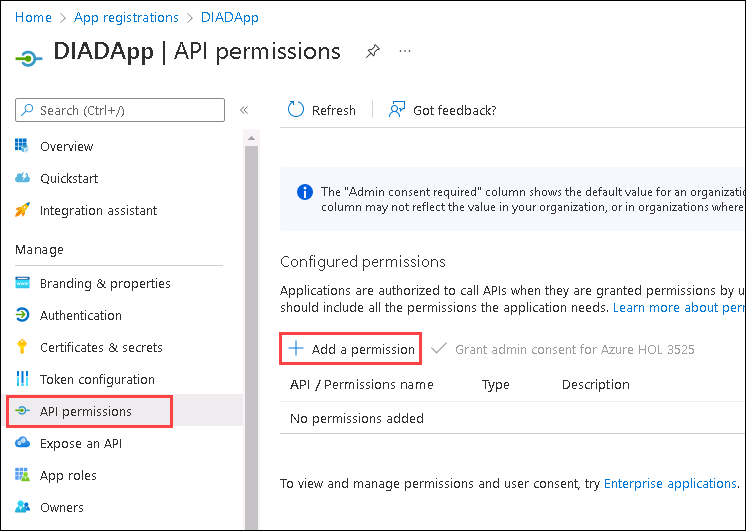 Home > App registrations > DIADApp
DIADApp | API permissions
Search (Ctrl+/)
«
Refresh
Got feedback?
Overview
Quickstart
Integration assistant
The "Admin consent required" column shows the default value for an organizatio
column may not reflect the value in your organization, or in organizations where
Manage
Branding & properties
Authentication
Certificates & secrets
Token configuration
API permissions
Expose an API
App roles
Owners
Configured permissions
Applications are authorized to call APIs when they are granted permissions by u
should include all the permissions the application needs. Learn more about per
Add a permission
Grant admin consent for Azure HOL 3525
API / Permissions name
Type
Description
No permissions added
To view and manage permissions and user consent, try Enterprise applications.